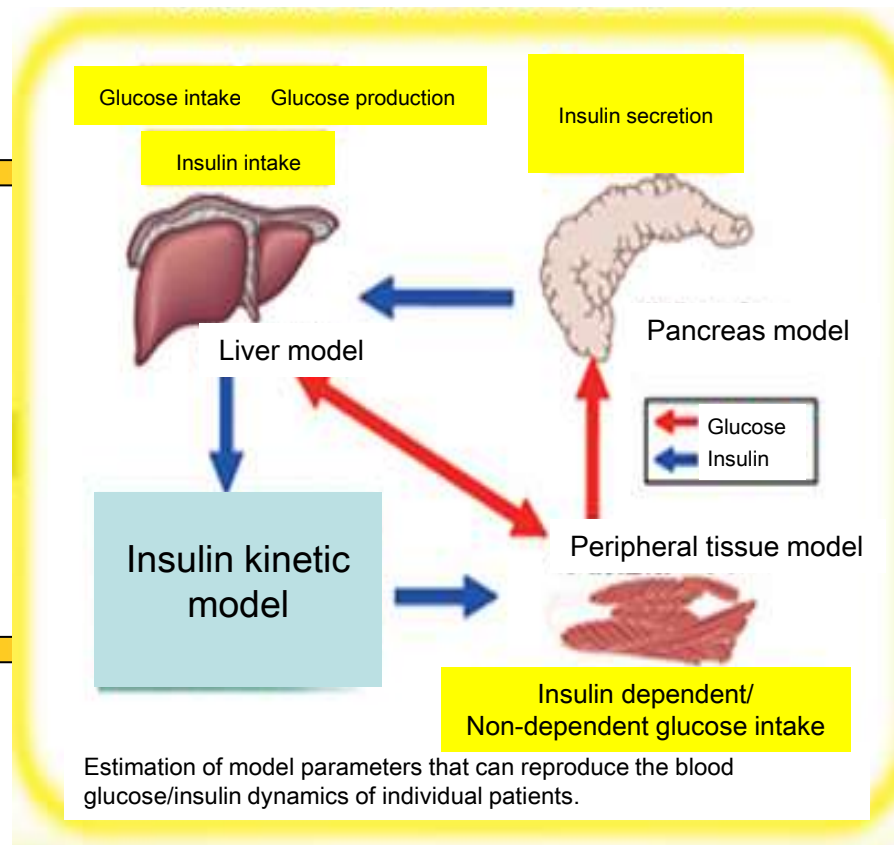 Glucose intake Glucose production
Insulin secretion
Insulin intake
Liver model
Pancreas model
Glucose
Insulin
Insulin kinetic
model
Peripheral tissue model
Insulin dependent/
Non-dependent glucose intake
Estimation of model parameters that can reproduce the blood
glucose/insulin dynamics of individual patients.